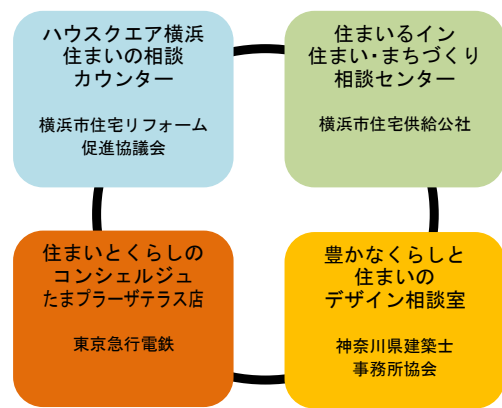 ハウスクエア横浜
住まいの相談
カウンター
横浜市住宅リフォーム
促進協議会
住まいるイン
住まい・まちづくり
相談センター
横浜市住宅供給公社
住まいとくらしの
コンシェルジュ
たまプラーザテラス店
東京急行電鉄
豊かなくらしと
住まいの
デザイン相談室
神奈川県建築士
事務所協会